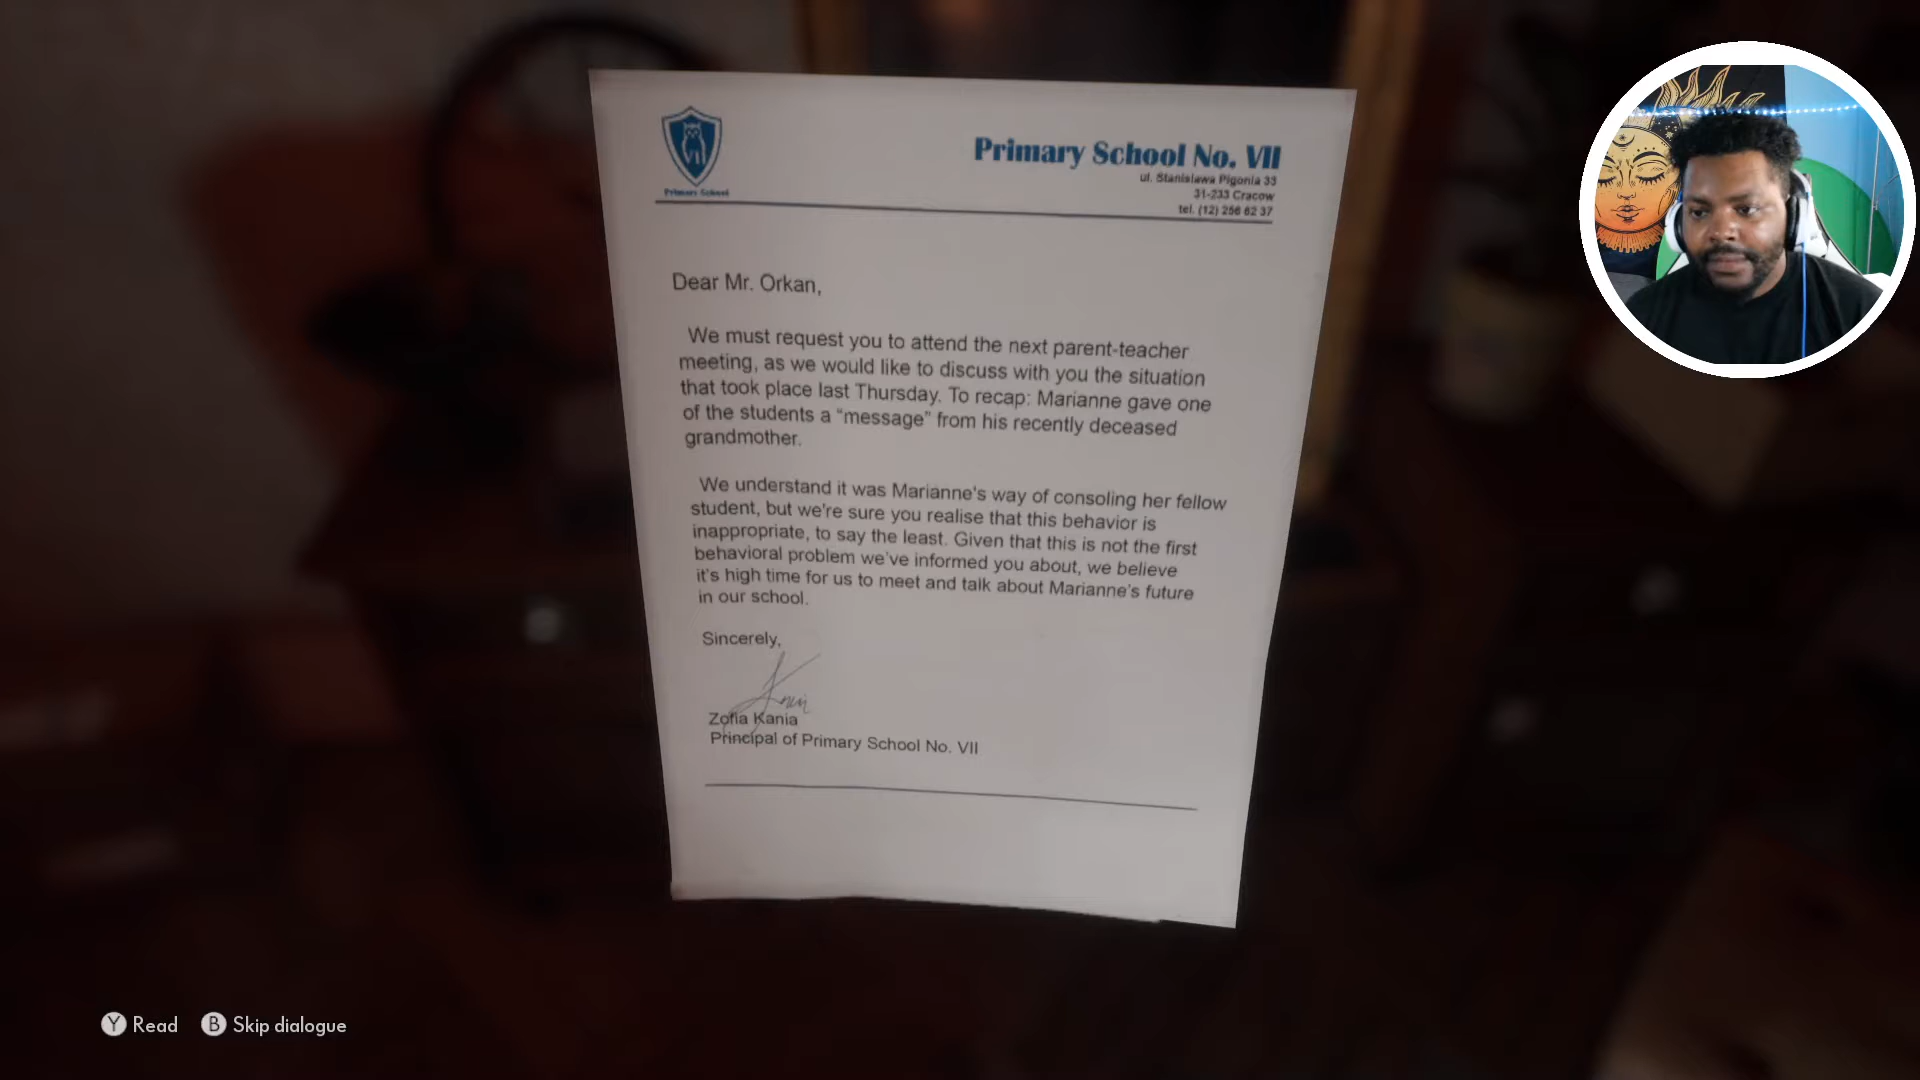 VII
Primary School
Primary School No. VII
ul. Stanislawa Pigonia 33
31-233 Cracow
tel. (12) 256 62 37
Dear Mr. Orkan,
We must request you to attend the next parent-teacher
meeting, as we would like to discuss with you the situation
that took place last Thursday. To recap: Marianne gave one
of the students a “message” from his recently deceased
grandmother.
We understand it was Marianne's way of consoling her fellow
student, but we're sure you realise that this behavior is
inappropriate, to say the least. Given that this is not the first
behavioral problem we've informed you about, we believe
it's high time for us to meet and talk about Marianne's future
in our school.
Sincerely,
Zofia Kania
Principal of Primary School No. VII
Y Read B Skip dialogue